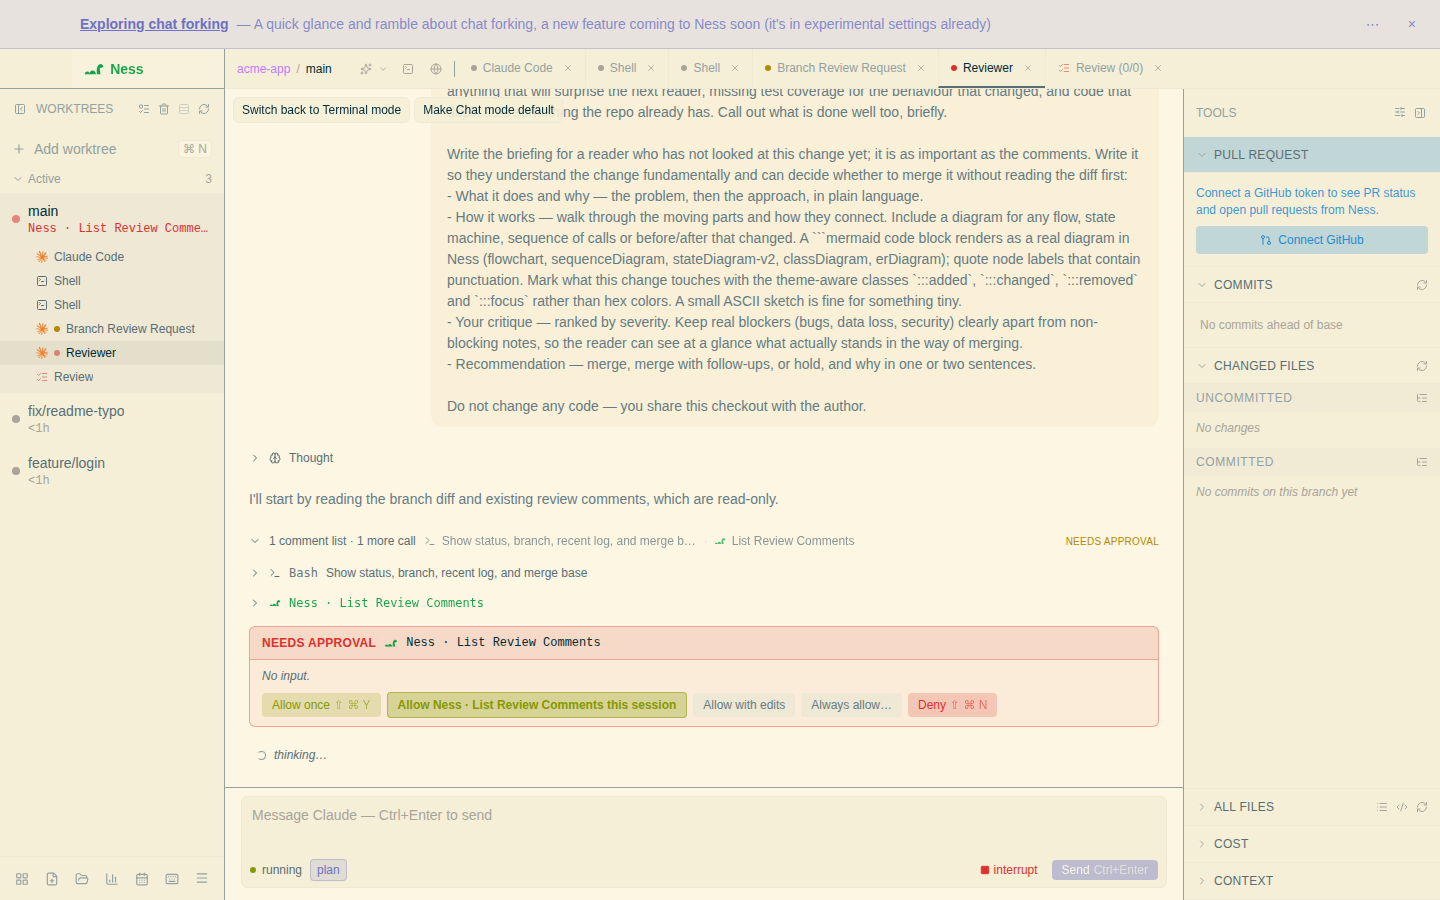 Exploring chat forking — A quick glance and ramble about chat forking, a new feature coming to Ness soon (it's in experimental settings already)
Ness
acme-app / main
Claude Code
Shell
Shell
Branch Review Request
Reviewer
Review (0/0)
WORKTREES
Add worktree ⌘ N
Active 3
main
Ness · List Review Comme…
Claude Code
Shell
Shell
Branch Review Request
Reviewer
Review
fix/readme-typo
<1h
feature/login
<1h
Switch back to Terminal mode
Make Chat mode default
anything that will surprise the next reader, missing test coverage for the behaviour that changed, and code that
ng the repo already has. Call out what is done well too, briefly.
Write the briefing for a reader who has not looked at this change yet; it is as important as the comments. Write it
so they understand the change fundamentally and can decide whether to merge it without reading the diff first:
- What it does and why — the problem, then the approach, in plain language.
- How it works — walk through the moving parts and how they connect. Include a diagram for any flow, state
machine, sequence of calls or before/after that changed. A ```mermaid code block renders as a real diagram in
Ness (flowchart, sequenceDiagram, stateDiagram-v2, classDiagram, erDiagram); quote node labels that contain
punctuation. Mark what this change touches with the theme-aware classes `:::added`, `:::changed`, `:::removed`
and `:::focus` rather than hex colors. A small ASCII sketch is fine for something tiny.
- Your critique — ranked by severity. Keep real blockers (bugs, data loss, security) clearly apart from non-
blocking notes, so the reader can see at a glance what actually stands in the way of merging.
- Recommendation — merge, merge with follow-ups, or hold, and why in one or two sentences.
Do not change any code — you share this checkout with the author.
Thought
I'll start by reading the branch diff and existing review comments, which are read-only.
1 comment list · 1 more call Show status, branch, recent log, and merge b… · List Review Comments NEEDS APPROVAL
Bash Show status, branch, recent log, and merge base
Ness · List Review Comments
NEEDS APPROVAL Ness · List Review Comments
No input.
Allow once ⇧ ⌘ Y
Allow Ness · List Review Comments this session
Allow with edits
Always allow…
Deny ⇧ ⌘ N
thinking…
Message Claude — Ctrl+Enter to send
running plan
interrupt
Send Ctrl+Enter
TOOLS
PULL REQUEST
Connect a GitHub token to see PR status
and open pull requests from Ness.
Connect GitHub
COMMITS
No commits ahead of base
CHANGED FILES
UNCOMMITTED
No changes
COMMITTED
No commits on this branch yet
ALL FILES
COST
CONTEXT